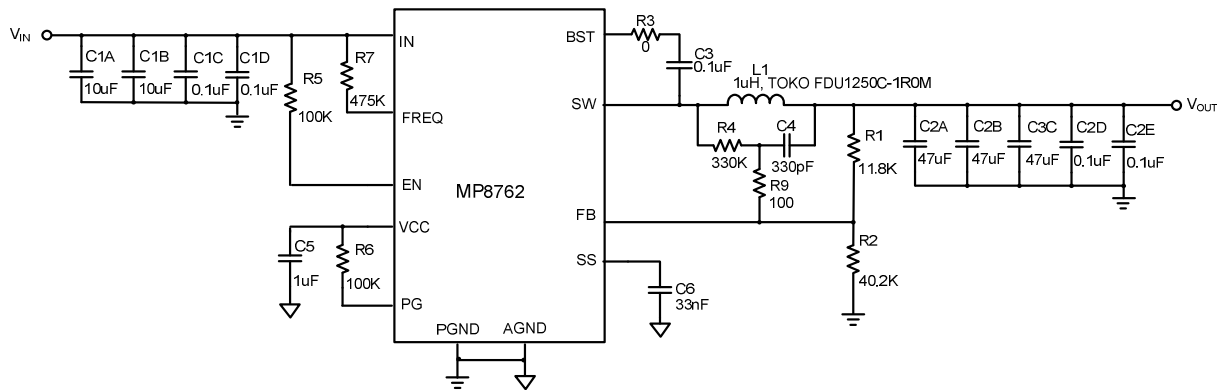 VIN
C1A
10uF
C1B
10uF
C1C
0.1uF
C1D
0.1uF
R5
100K
R7
475K
IN
FREQ
EN
VCC
PG
C5
1uF
R6
100K
MP8762
PGND
AGND
BST
SW
FB
SS
R3
0
C3
0.1uF
L1
1uH, TOKO FDU1250C-1R0M
R4
330K
C4
330pF
R9
100
R1
11.8K
R2
40.2K
C6
33nF
C2A
47uF
C2B
47uF
C3C
47uF
C2D
0.1uF
C2E
0.1uF
VOUT